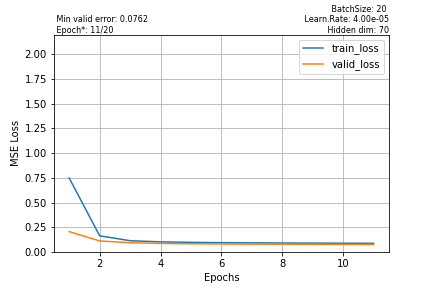 Min valid error: 0.0762
Epoch*: 11/20
BatchSize: 20
Learn.Rate: 4.00e-05
Hidden dim: 70
train_loss
valid_loss
MSE Loss
2.00
1.75
1.50
1.25
1.00
0.75
0.50
0.25
0.00
2 4 6 8 10
Epochs